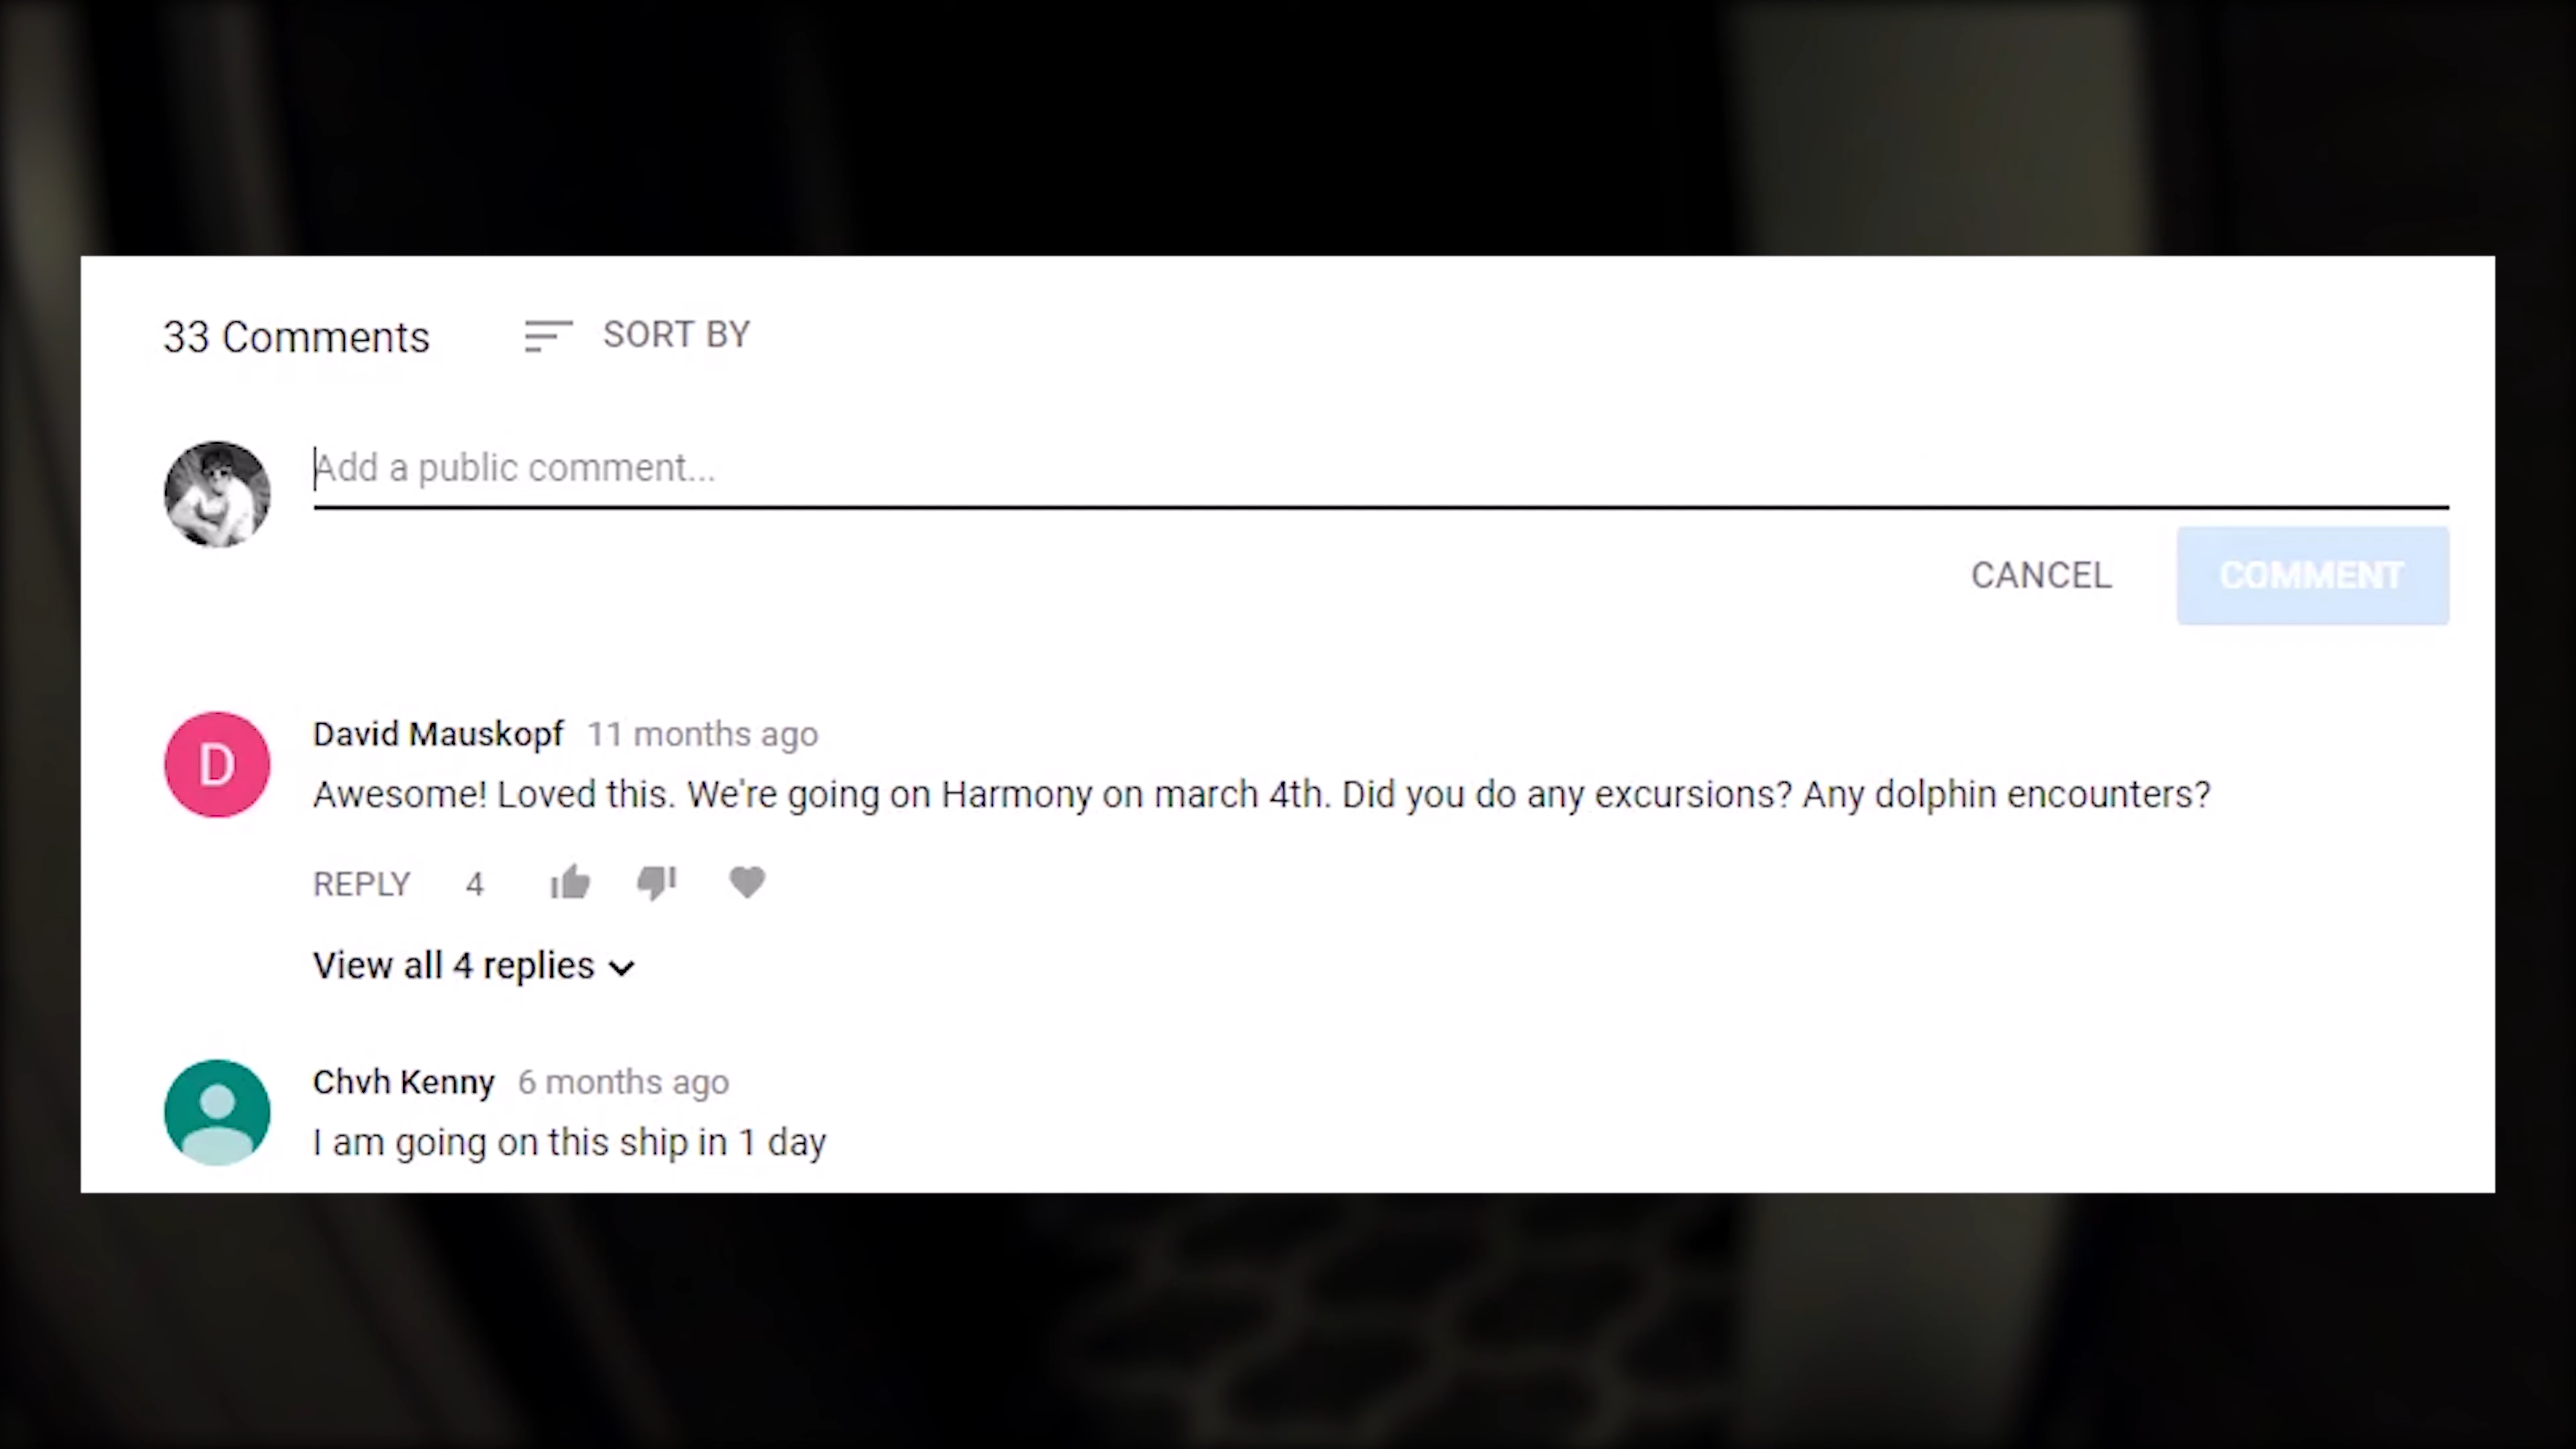 33 Comments SORT BY
Add a public comment...
CANCEL COMMENT
D
David Mauskopf 11 months ago
Awesome! Loved this. We're going on Harmony on march 4th. Did you do any excursions? Any dolphin encounters?
REPLY 4
View all 4 replies
Chvh Kenny 6 months ago
I am going on this ship in 1 day